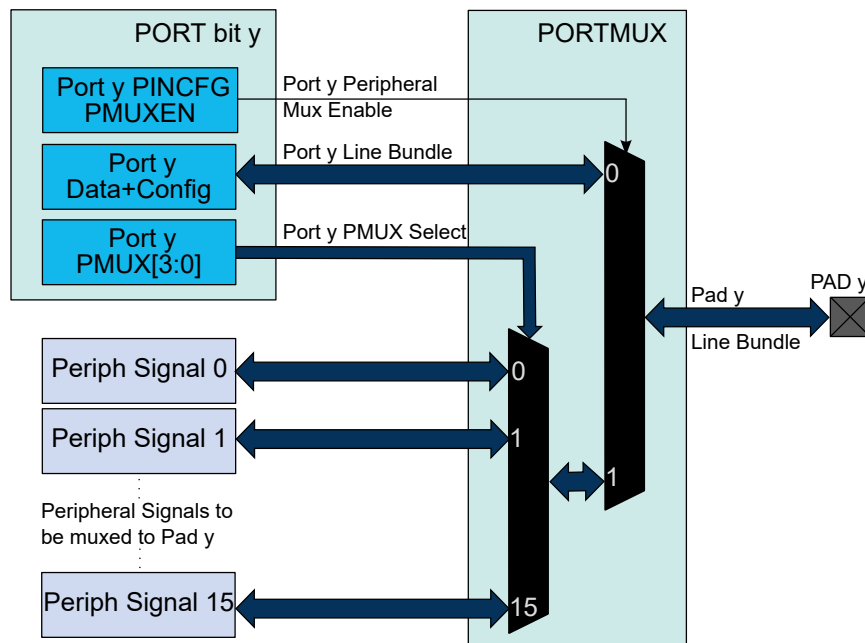 PORT bit y
PORTMUX
Port y PINCFG
PMUXEN
Port y Peripheral
Mux Enable
Port y
Data+Config
Port y Line Bundle
0
Port y
PMUX[3:0]
Port y PMUX Select
Pad y
Line Bundle
PAD y
Periph Signal 0
0
Periph Signal 1
1
1
Peripheral Signals to
be muxed to Pad y
Periph Signal 15
15